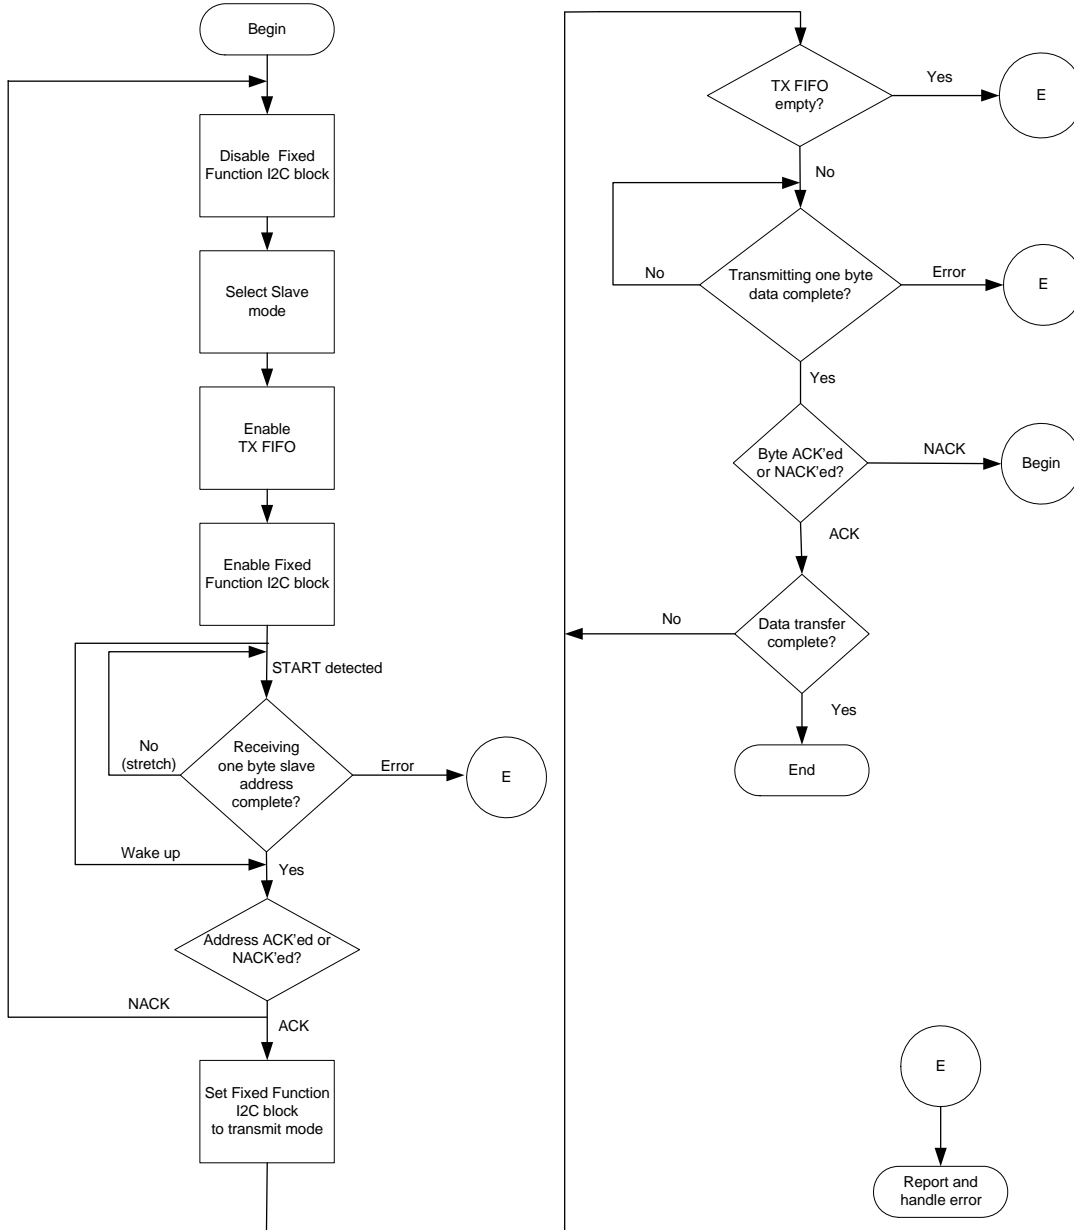 Begin
Disable Fixed
Function I2C block
Select Slave
mode
Enable
TX FIFO
Enable Fixed
Function I2C block
START detected
No
(stretch)
Receiving
one byte slave
address
complete?
Error
E
Wake up
Yes
Address ACK'ed or
NACK'ed?
NACK
ACK
Set Fixed Function
I2C block
to transmit mode
TX FIFO
empty?
Yes
E
No
No
Transmitting one byte
data complete?
Error
E
Yes
Byte ACK'ed
or NACK'ed?
NACK
Begin
ACK
No
Data transfer
complete?
Yes
End
E
Report and
handle error